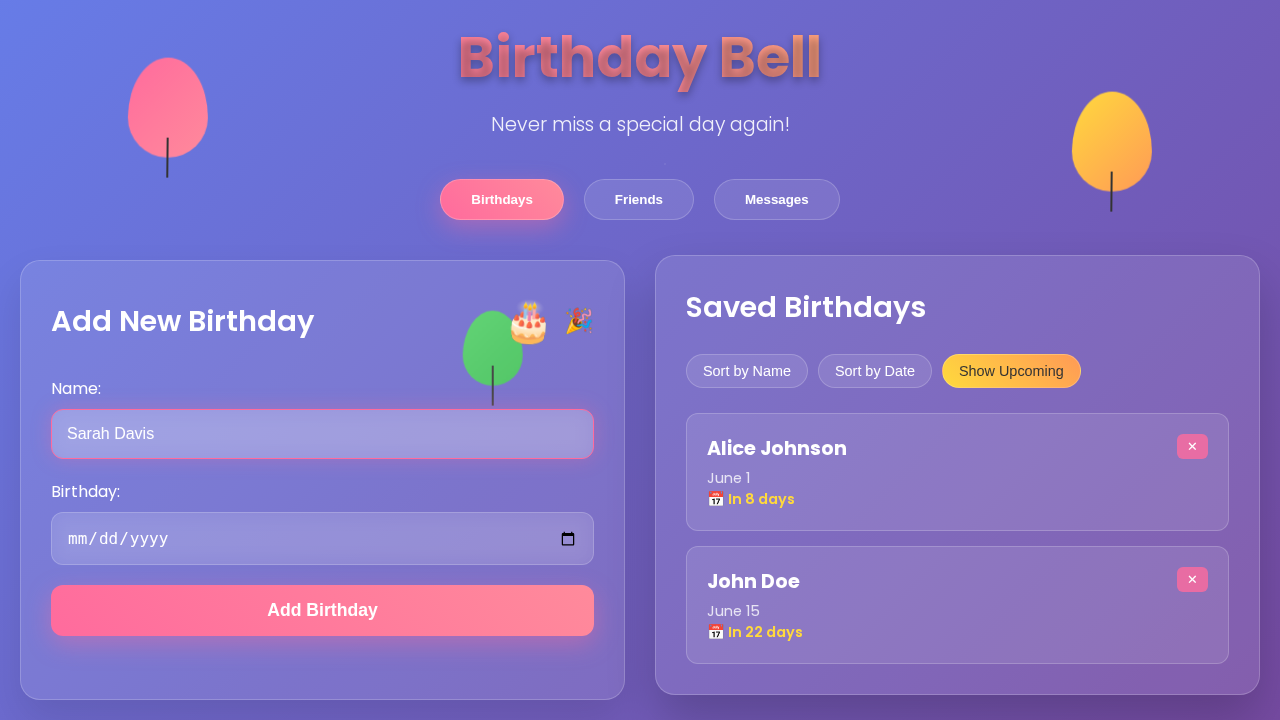 Birthday Bell
Never miss a special day again!
Birthdays Friends Messages
Add New Birthday
Name:
Sarah Davis
Birthday:
mm/dd/yyyy
Add Birthday
Saved Birthdays
Sort by Name Sort by Date Show Upcoming
Alice Johnson
✕
June 1
📅 In 8 days
John Doe
✕
June 15
📅 In 22 days